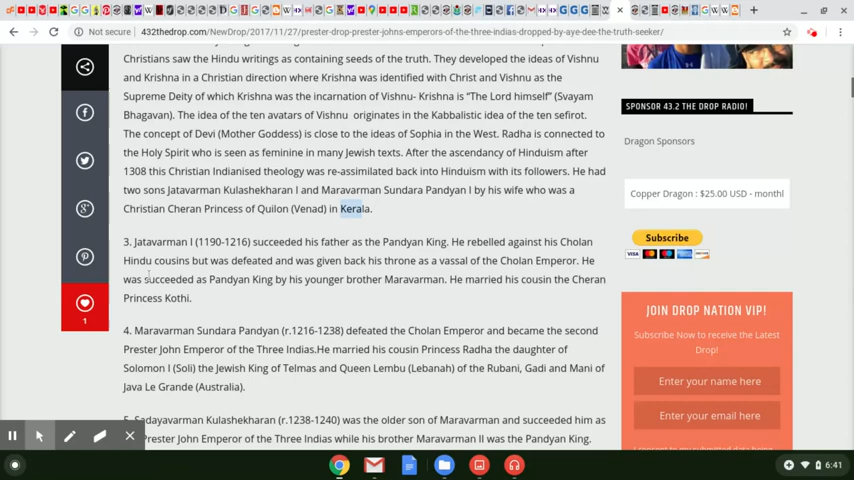 Not secure | 432thedrop.com/NewDrop/2017/11/27/prester-drop-prester-johns-emperors-of-the-three-indias-dropped-by-aye-dee-the-truth-seeker/
Christians saw the Hindu writings as containing seeds of the truth. They developed the ideas of Vishnu
and Krishna in a Christian direction where Krishna was identified with Christ and Vishnu as the
Supreme Deity of which Krishna was the incarnation of Vishnu- Krishna is “The Lord himself” (Svayam
Bhagavan). The idea of the ten avatars of Vishnu originates in the Kabbalistic idea of the ten sefirot.
The concept of Devi (Mother Goddess) is close to the ideas of Sophia in the West. Radha is connected to
the Holy Spirit who is seen as feminine in many Jewish texts. After the ascendancy of Hinduism after
1308 this Christian Indianised theology was re-assimilated back into Hinduism with its followers. He had
two sons Jatavarman Kulashekharan I and Maravarman Sundara Pandyan I by his wife who was a
Christian Cheran Princess of Quilon (Venad) in Kerala.
3. Jatavarman I (1190-1216) succeeded his father as the Pandyan King. He rebelled against his Cholan
Hindu cousins but was defeated and was given back his throne as a vassal of the Cholan Emperor. He
was succeeded as Pandyan King by his younger brother Maravarman. He married his cousin the Cheran
Princess Kothi.
4. Maravarman Sundara Pandyan (r.1216-1238) defeated the Cholan Emperor and became the second
Prester John Emperor of the Three Indias.He married his cousin Princess Radha the daughter of
Solomon I (Soli) the Jewish King of Telmas and Queen Lembu (Lebanah) of the Rubani, Gadi and Mani of
Java Le Grande (Australia).
5. Sadayavarman Kulashekharan (r.1238-1240) was the older son of Maravarman and succeeded him as
Prester John Emperor of the Three Indias while his brother Maravarman II was the Pandyan King.
1
SPONSOR 43.2 THE DROP RADIO!
Dragon Sponsors
Copper Dragon : $25.00 USD - monthl
Subscribe
VISA
JOIN DROP NATION VIP!
Subscribe Now to receive the Latest
Drop!
Enter your name here
Enter your email here
6:41